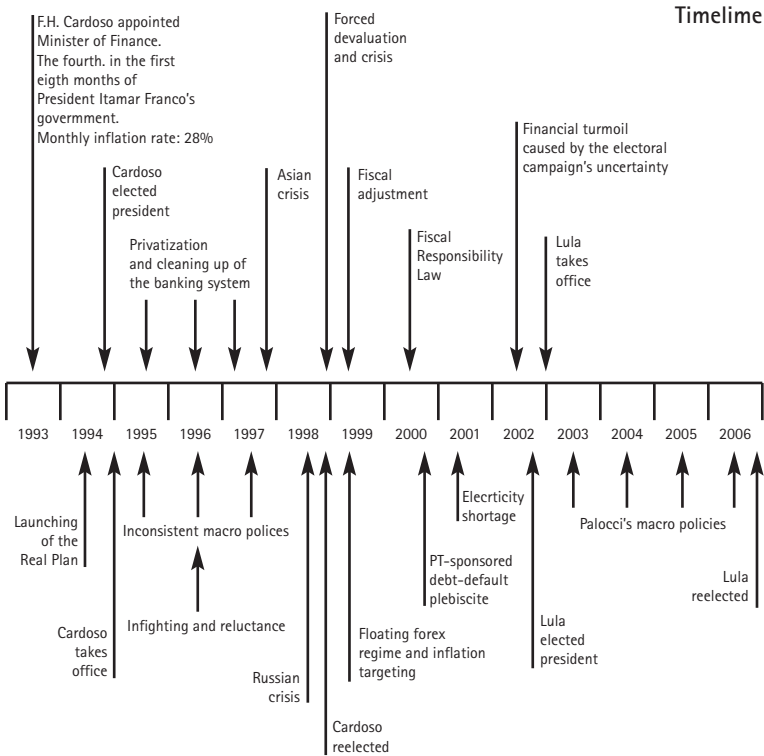 Timelime
F.H. Cardoso appointed
Minister of Finance.
The fourth. in the first
eigth months of
President Itamar Franco's
govermment.
Monthly inflation rate: 28%
Cardoso
elected
president
Privatization
and cleaning up of
the banking system
Asian
crisis
Forced
devaluation
and crisis
Fiscal
adjustment
Fiscal
Responsibility
Law
Financial turmoil
caused by the electoral
campaign's uncertainty
Lula
takes
office
1993 1994 1995 1996 1997 1998 1999 2000 2001 2002 2003 2004 2005 2006
Launching
of the
Real Plan
Cardoso
takes
office
Inconsistent macro polices
Infighting and reluctance
Russian
crisis
Cardoso
reelected
Floating forex
regime and inflation
targeting
PT-sponsored
debt-default
plebiscite
Elecrticity
shortage
Lula
elected
president
Palocci's macro policies
Lula
reelected